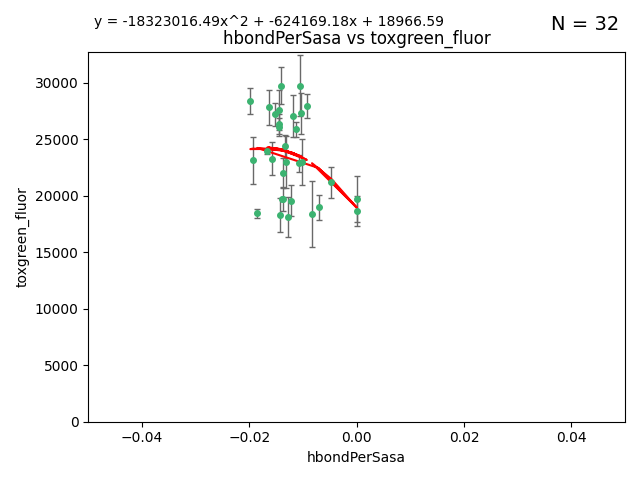 y = -18323016.49x^2 + -624169.18x + 18966.59
N = 32
hbondPerSasa vs toxgreen_fluor
30000
25000
20000
15000
10000
5000
0
toxgreen_fluor
−0.04
−0.02
0.00
0.02
0.04
hbondPerSasa